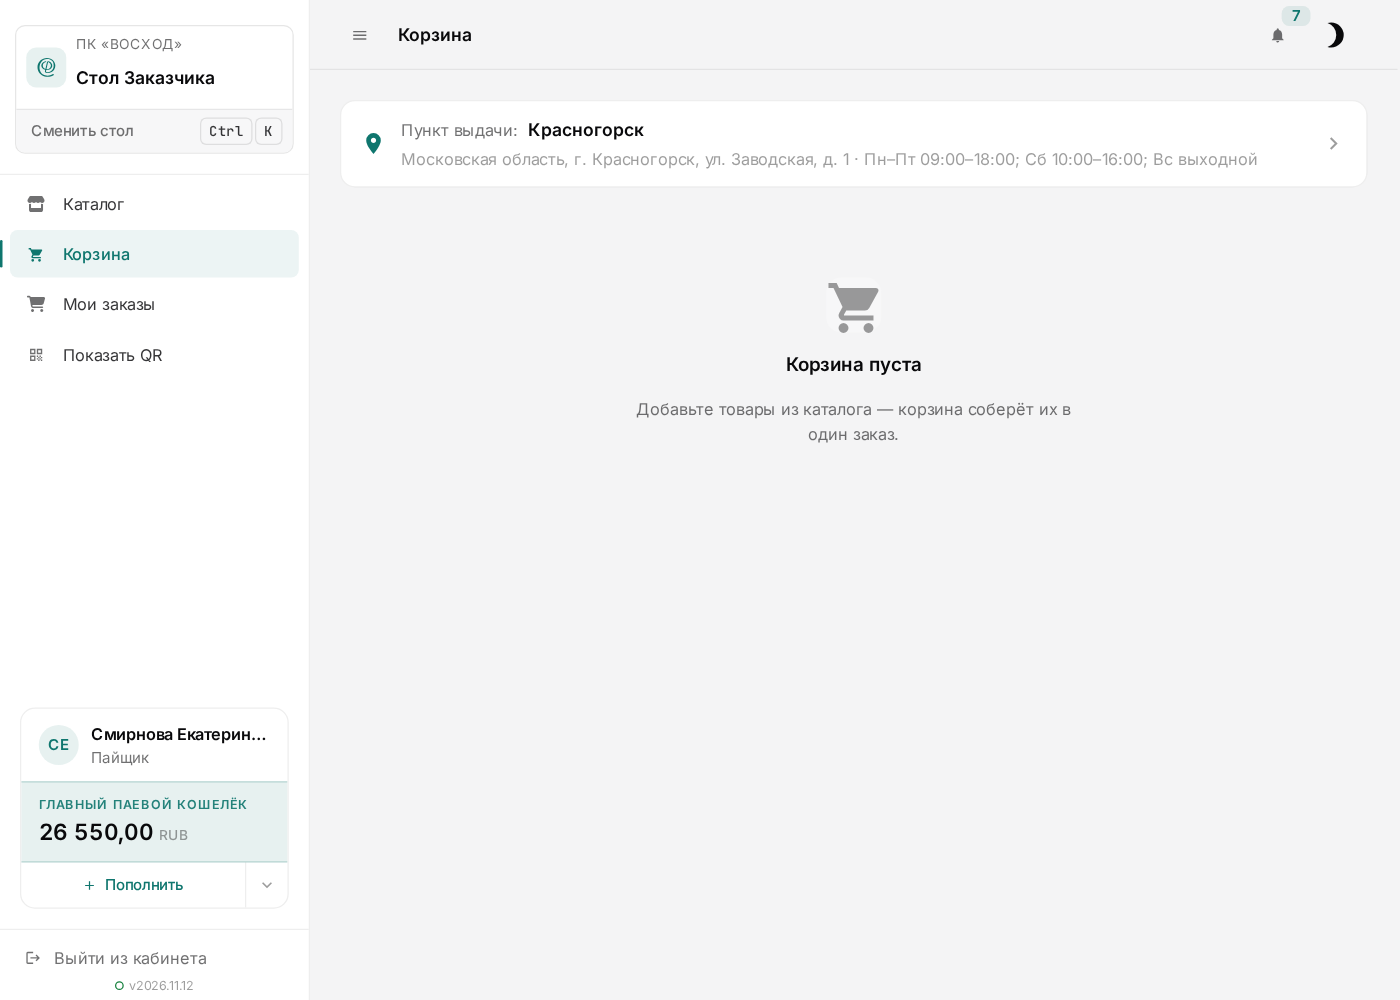 ПК «ВОСХОД»
Стол Заказчика
Сменить стол
Ctrl K
Каталог
Корзина
Мои заказы
Показать QR
СЕ
Смирнова Екатерин...
Пайщик
ГЛАВНЫЙ ПАЕВОЙ КОШЕЛЁК
26 550,00 RUB
+ Пополнить
Выйти из кабинета
v2026.11.12
Корзина
7
Пункт выдачи: Красногорск
Московская область, г. Красногорск, ул. Заводская, д. 1 · Пн–Пт 09:00–18:00; Сб 10:00–16:00; Вс выходной
Корзина пуста
Добавьте товары из каталога — корзина соберёт их в
один заказ.